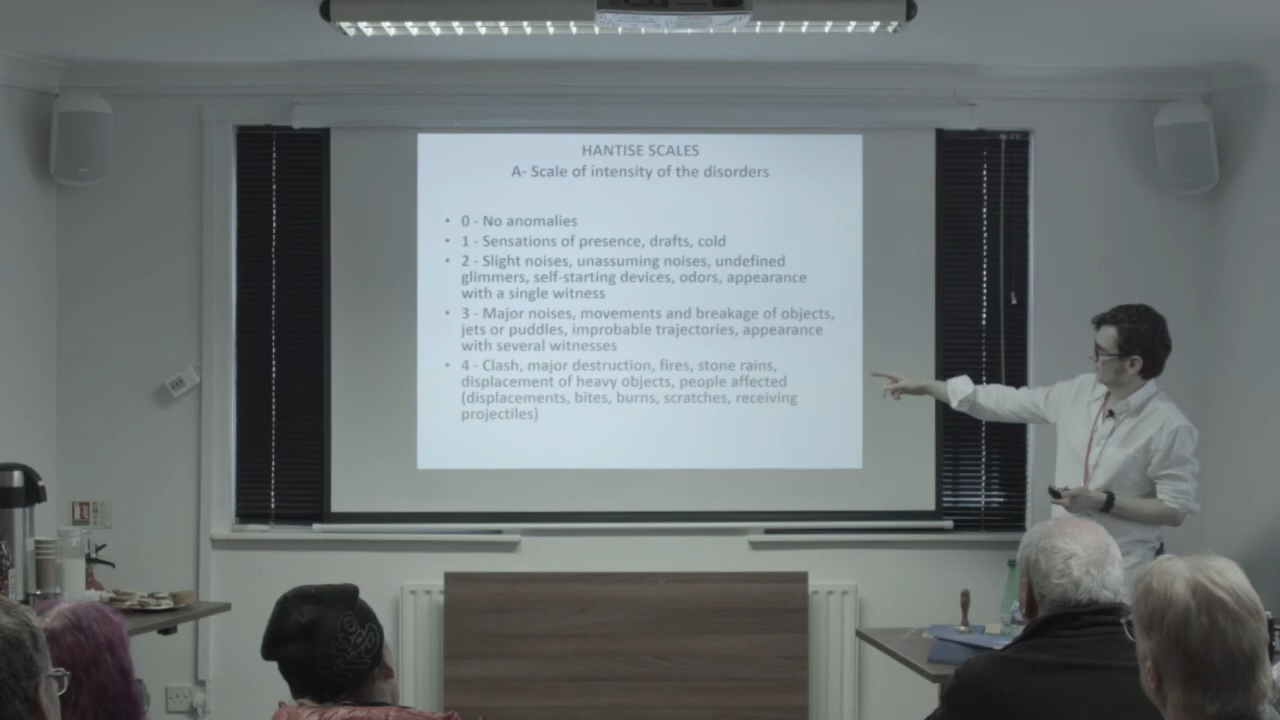 HANTISE SCALES
A- Scale of intensity of the disorders
• 0 - No anomalies
• 1 - Sensations of presence, drafts, cold
• 2 - Slight noises, unassuming noises, undefined
glimmers, self-starting devices, odors, appearance
with a single witness
• 3 - Major noises, movements and breakage of objects,
jets or puddles, improbable trajectories, appearance
with several witnesses
• 4 - Clash, major destruction, fires, stone rains,
displacement of heavy objects, people affected
(displacements, bites, burns, scratches, receiving
projectiles)